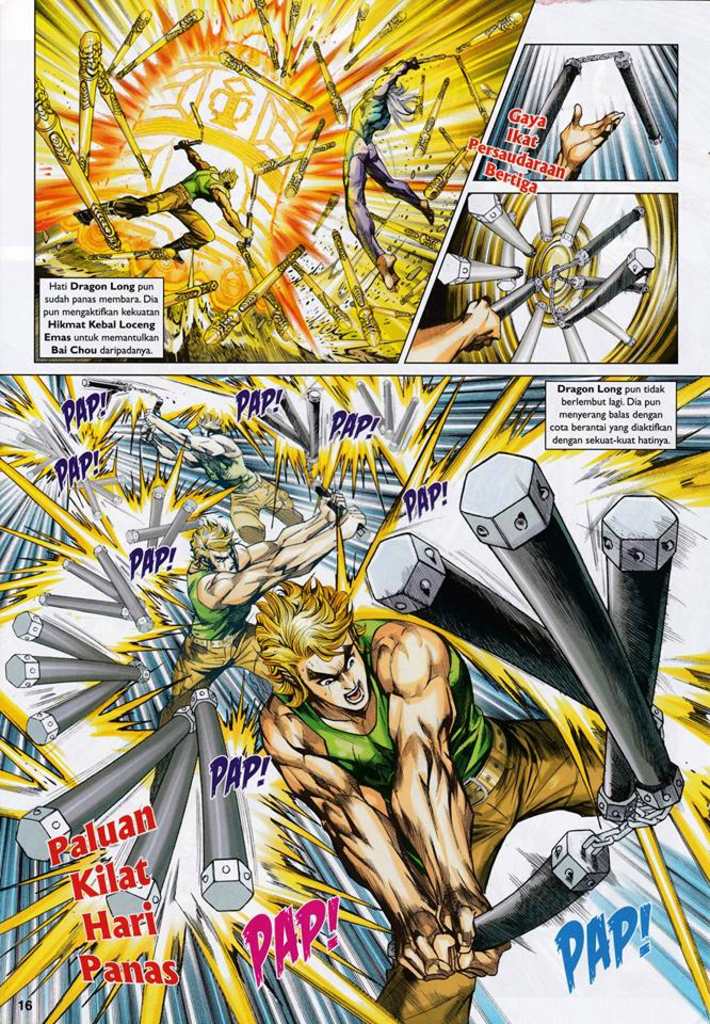 Gaya
Ikat
Persaudaraan
Bertiga
Hati Dragon Long pun
sudah panas membara. Dia
pun mengaktifkan kekuatan
Hikmat Kebal Loceng
Emas untuk memantulkan
Bai Chou daripadanya.
Dragon Long pun tidak
berlembut lagi. Dia pun
menyerang balas dengan
cota berantai yang diaktifkan
dengan sekuat-kuat hatinya.
PAP!
PAP!
PAP!
PAP!
PAP!
PAP!
PAP!
Paluan
Kilat
Hari
Panas
PAP!
PAP!
16